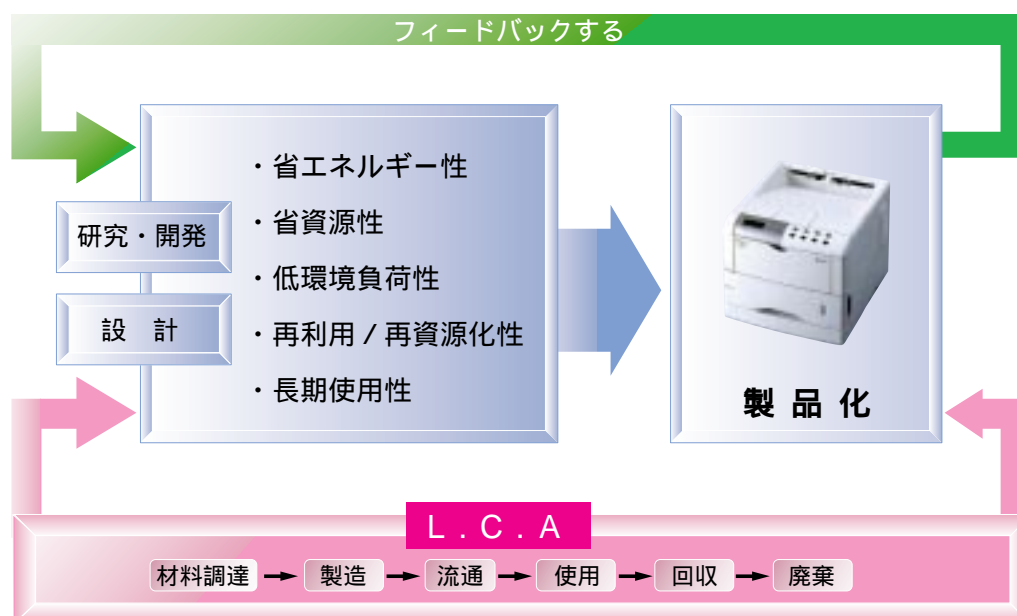 フィードバックする
・省エネルギー性
・省資源性
・低環境負荷性
・再利用 / 再資源化性
・長期使用性
研究・開発
設 計
製 品 化
L . C . A
材料調達 → 製造 → 流通 → 使用 → 回収 → 廃棄